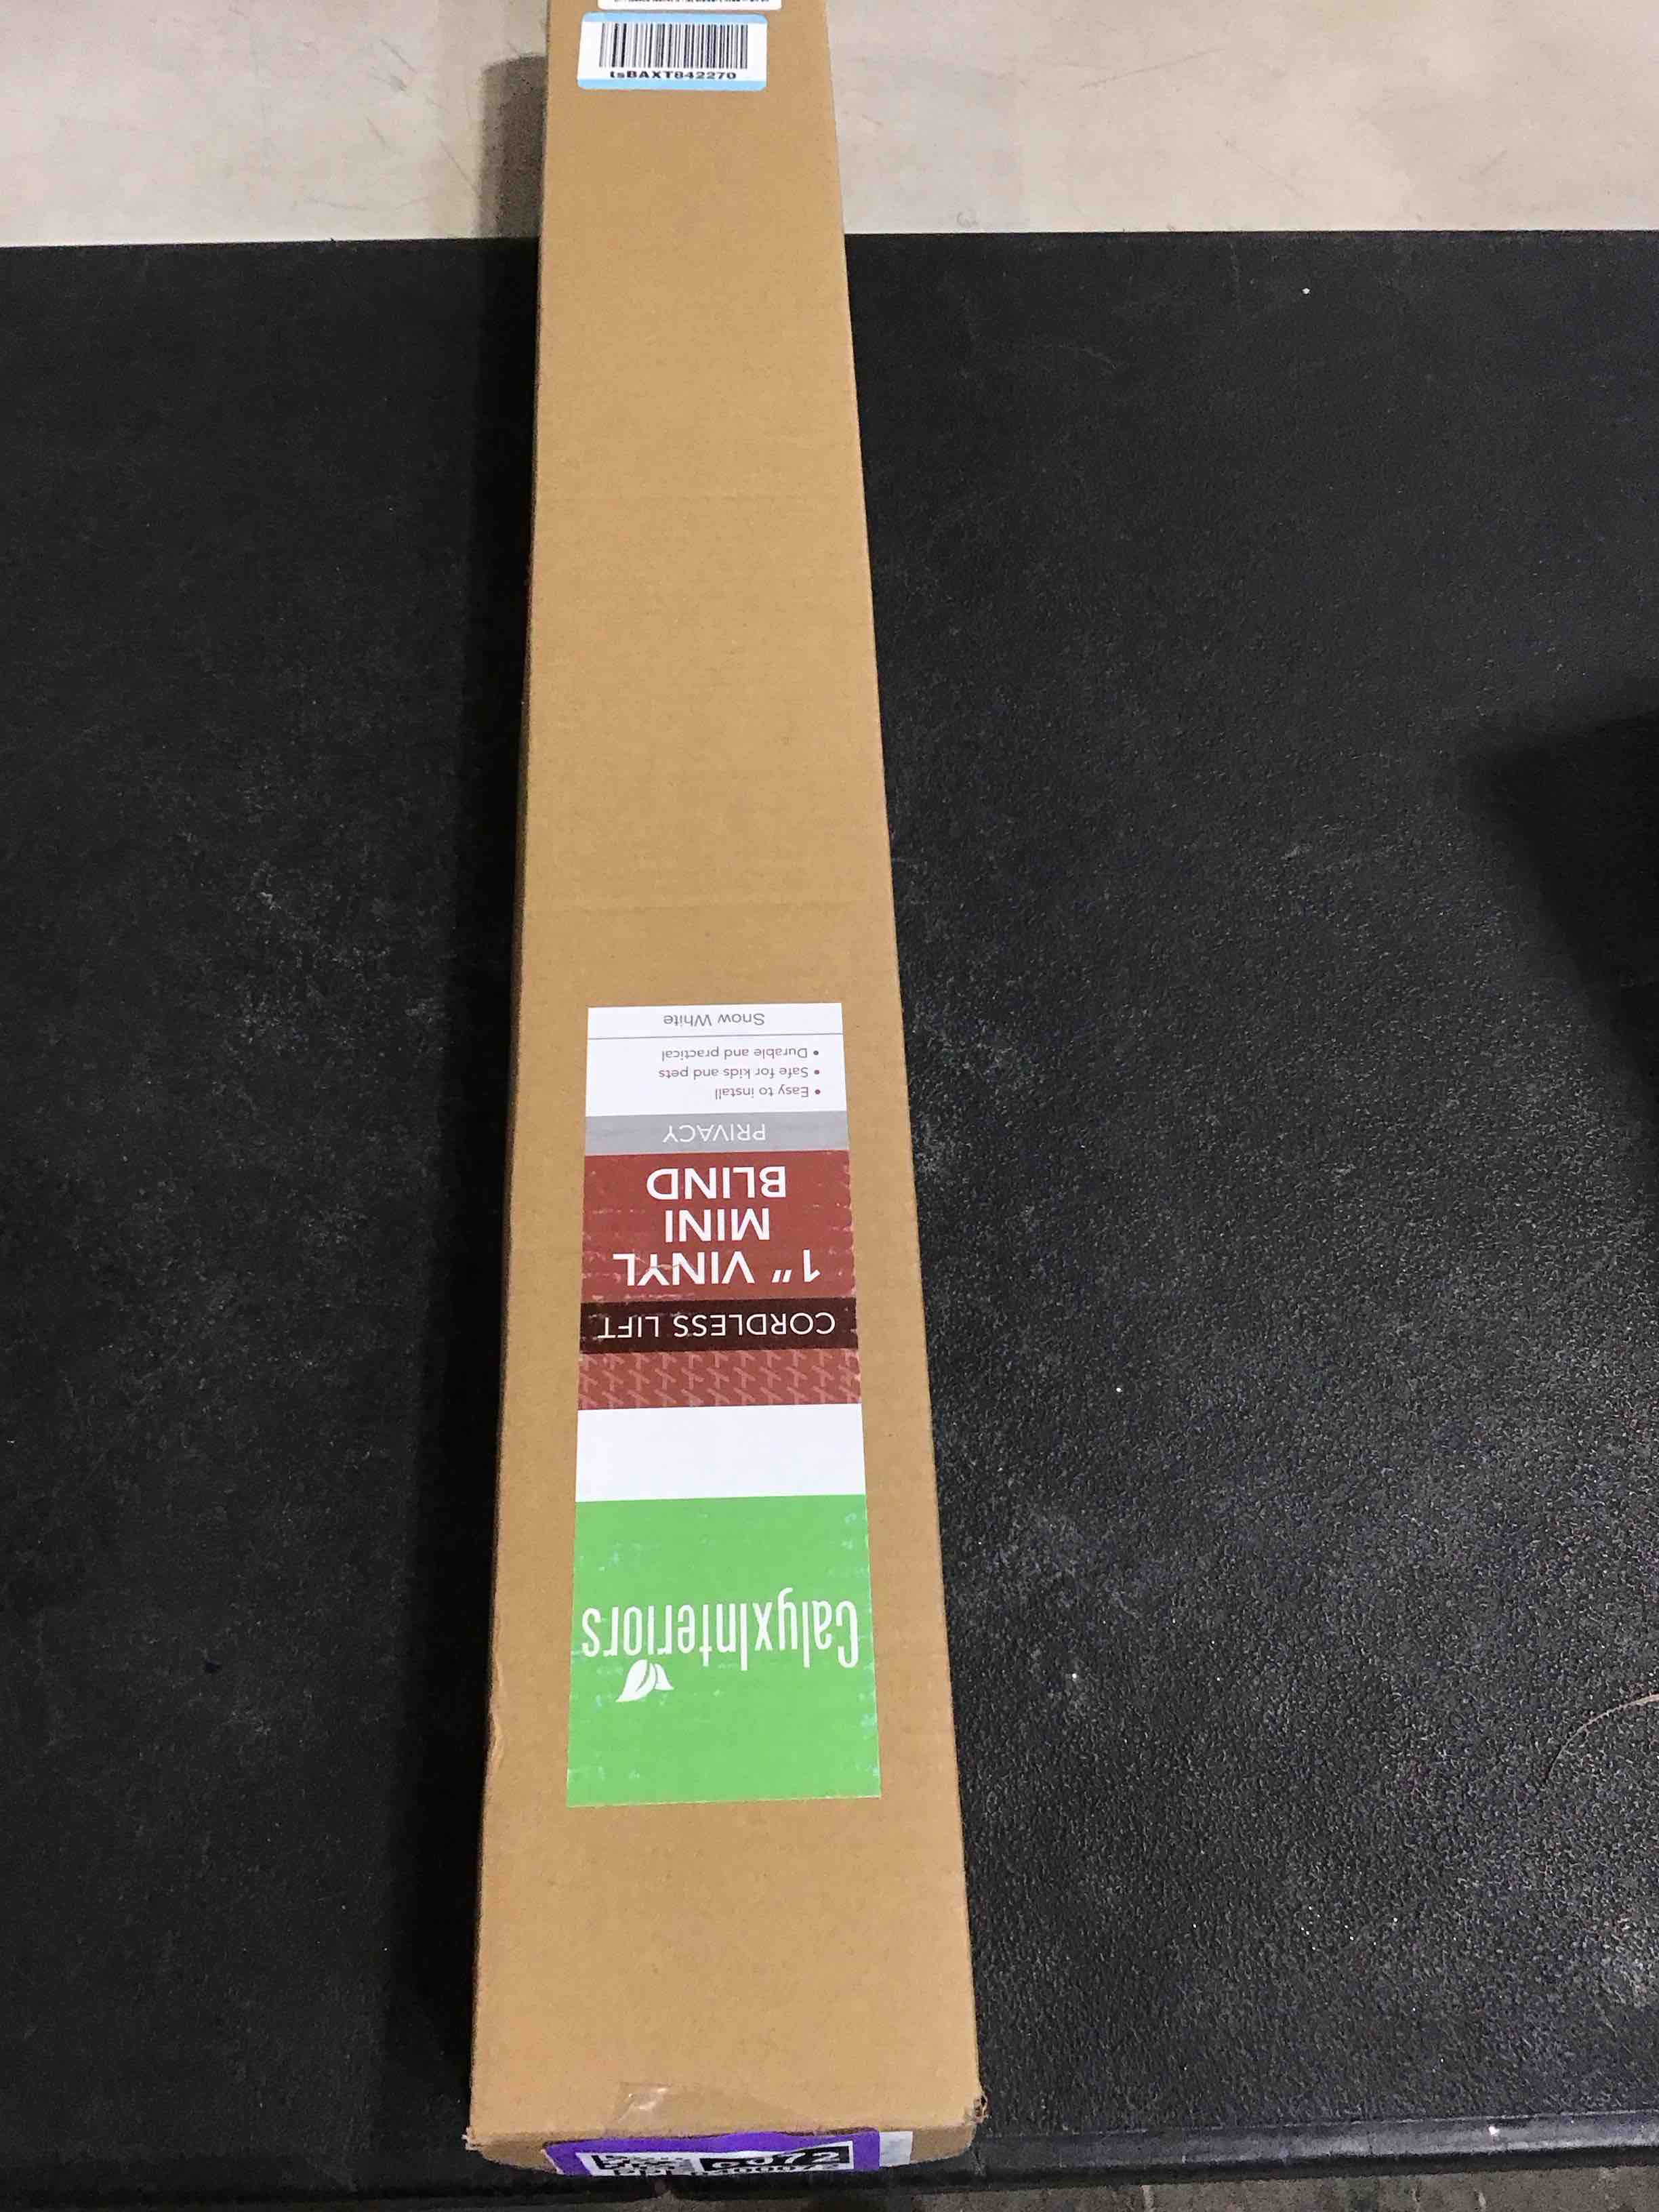 tsBAXT842270
CalyxInteriors
CORDLESS LIFT
1" VINYL
MINI
BLIND
PRIVACY
• Easy to install
• Safe for kids and pets
• Durable and practical
Snow White